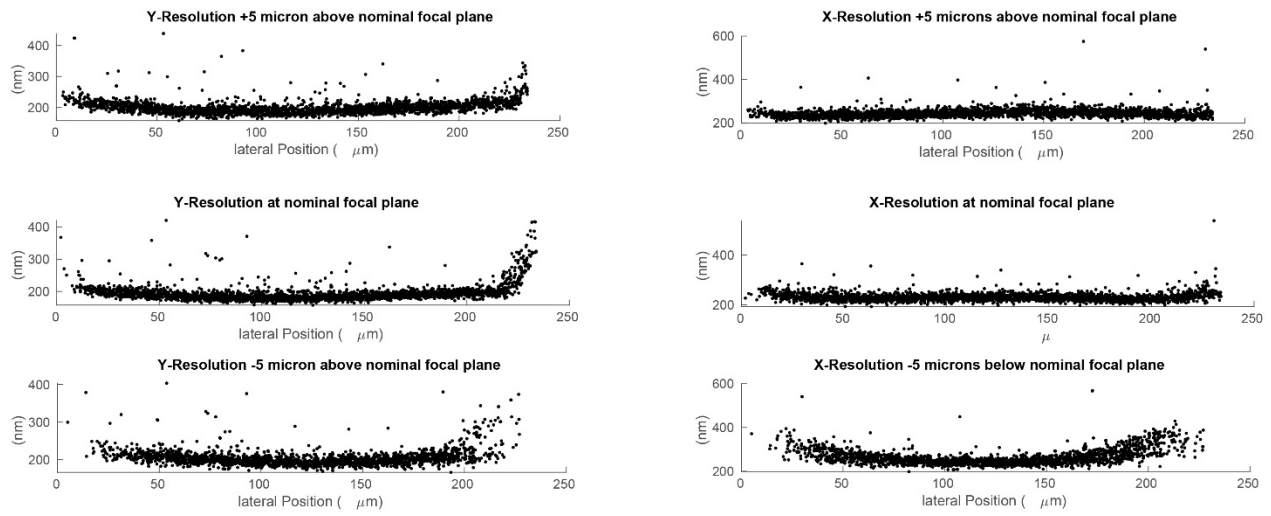 Y-Resolution +5 micron above nominal focal plane
400
300
200
(nm)
0 50 100 150 200 250
lateral Position ( μm)
X-Resolution +5 microns above nominal focal plane
600
400
200
(nm)
0 50 100 150 200 250
lateral Position ( μm)
Y-Resolution at nominal focal plane
400
300
200
(nm)
0 50 100 150 200 250
lateral Position ( μm)
X-Resolution at nominal focal plane
400
200
(nm)
0 50 100 150 200 250
μ
Y-Resolution -5 micron above nominal focal plane
400
300
200
(nm)
0 50 100 150 200 250
lateral Position ( μm)
X-Resolution -5 microns below nominal focal plane
600
400
200
(nm)
0 50 100 150 200 250
lateral Position ( μm)